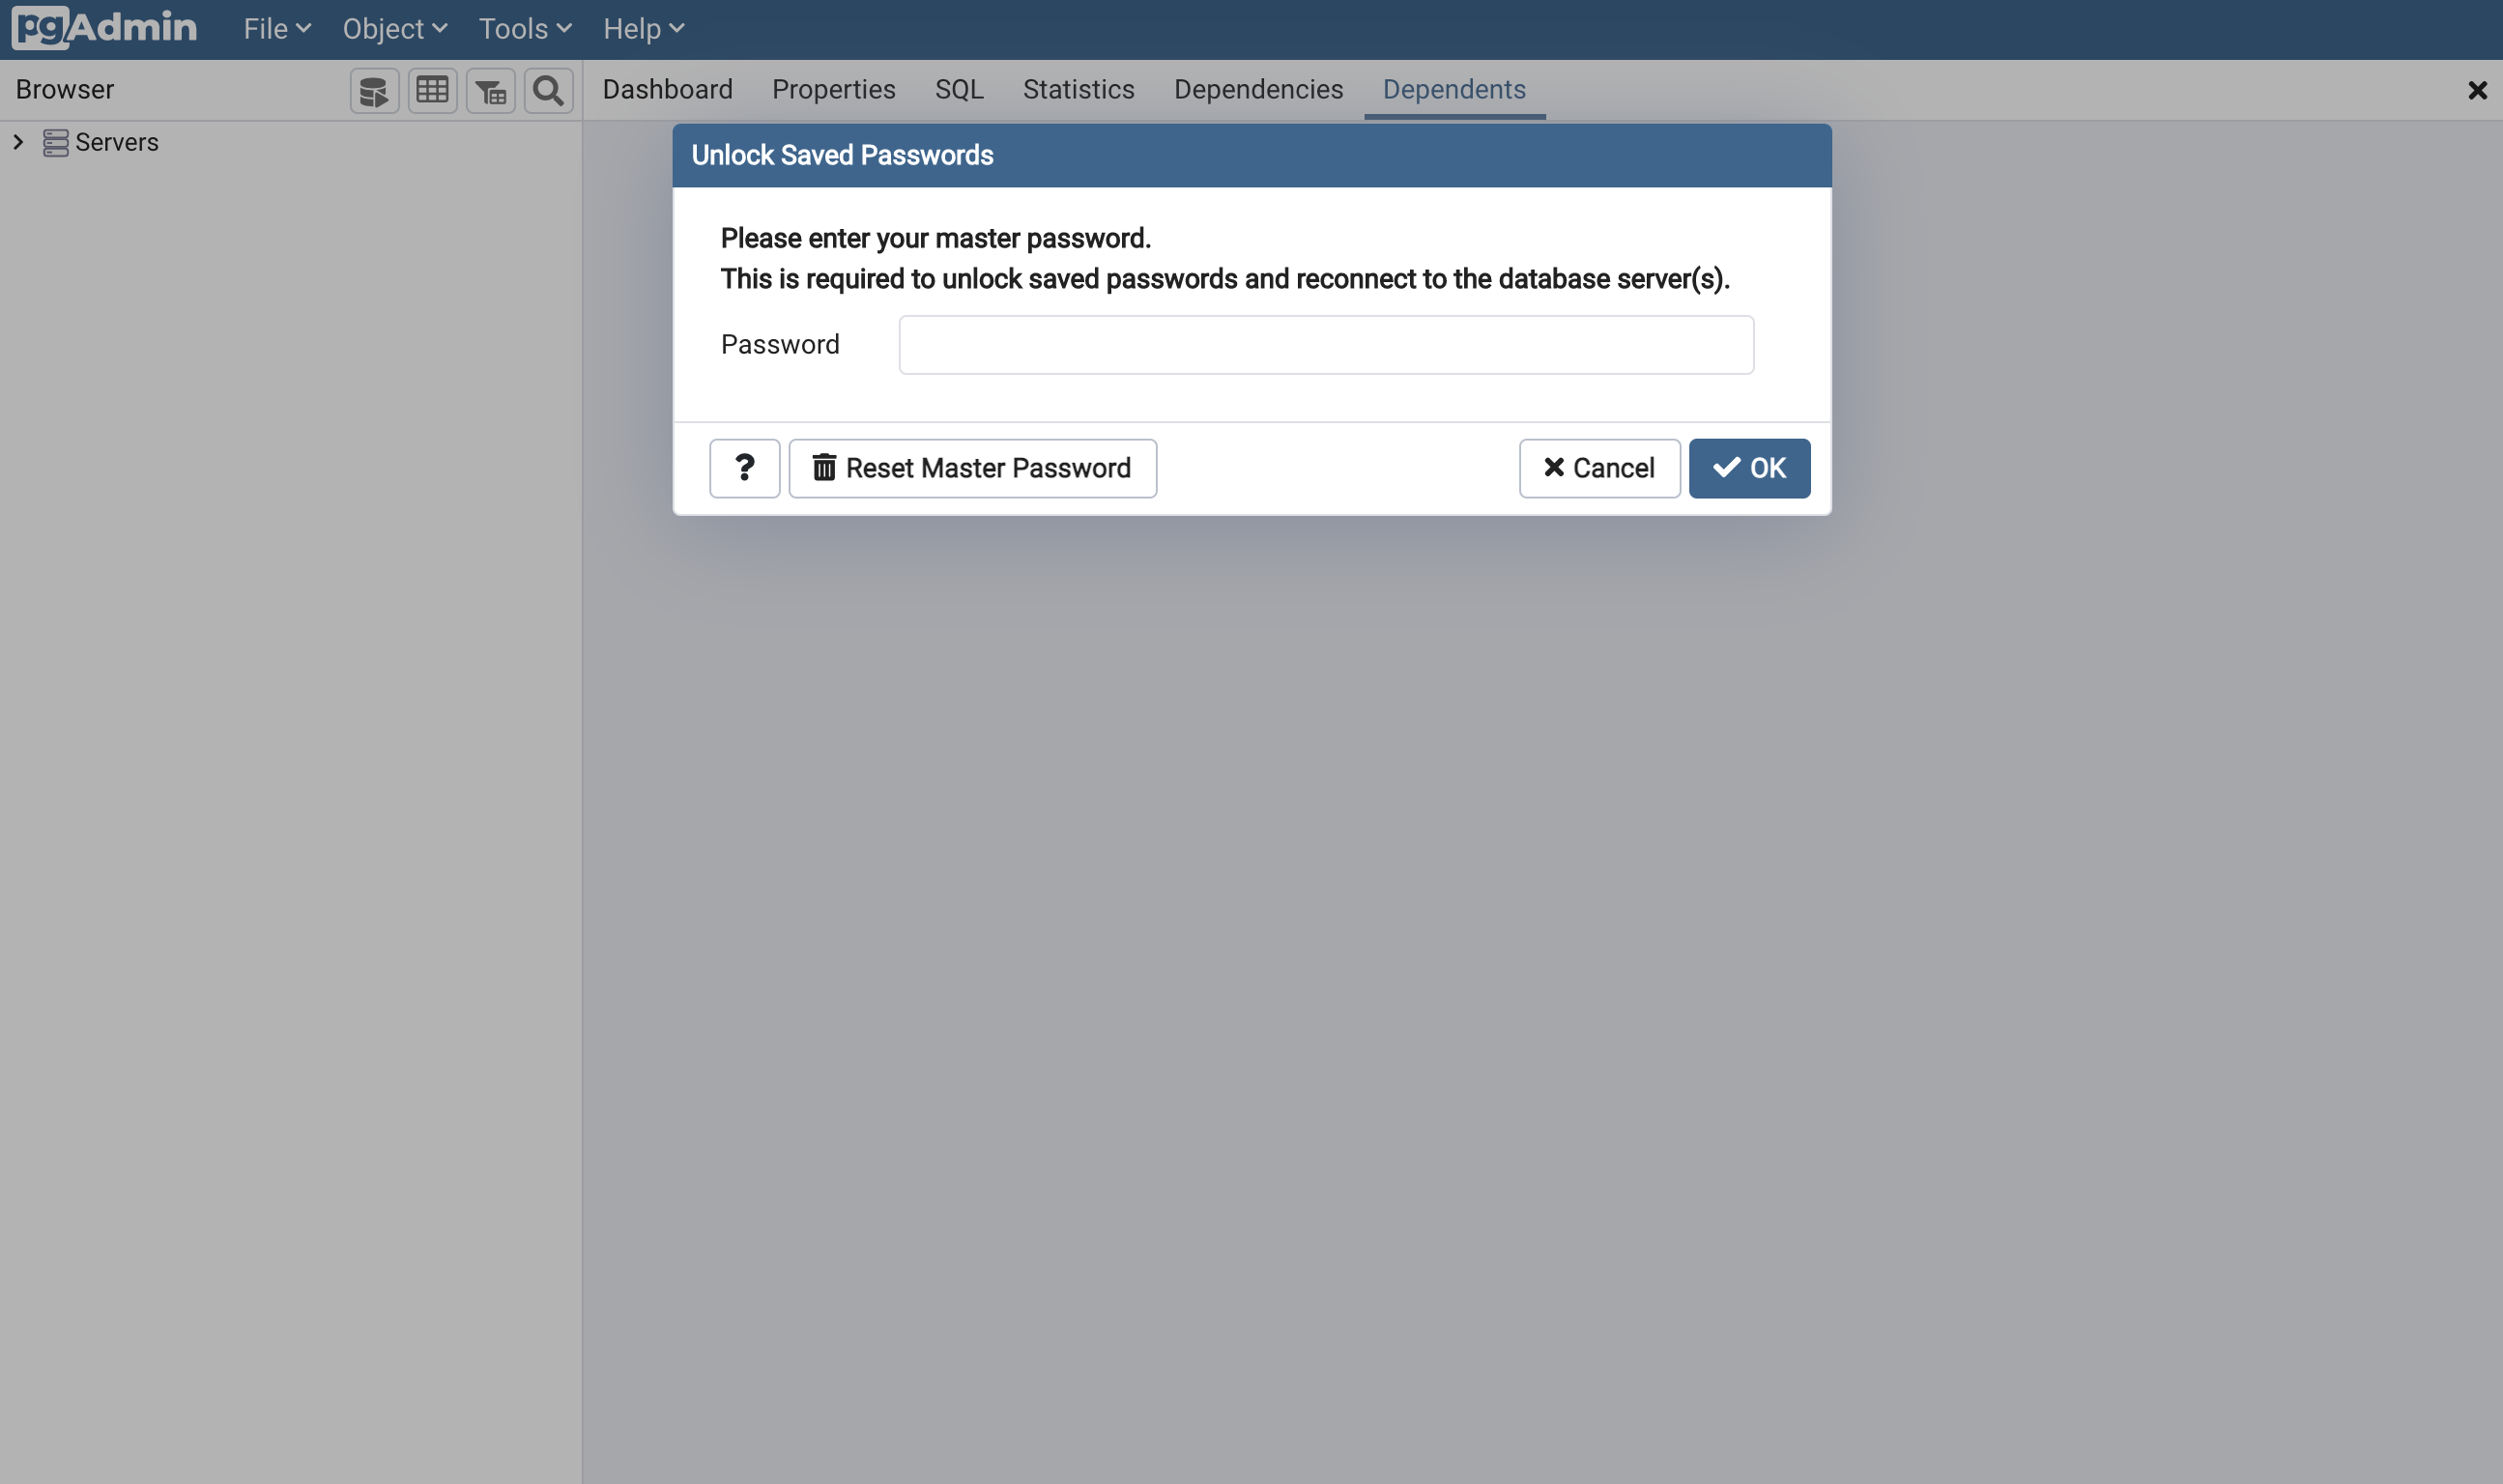 pgAdmin File Object Tools Help
Browser Dashboard Properties SQL Statistics Dependencies Dependents
Servers
Unlock Saved Passwords
Please enter your master password.
This is required to unlock saved passwords and reconnect to the database server(s).
Password
? Reset Master Password Cancel OK